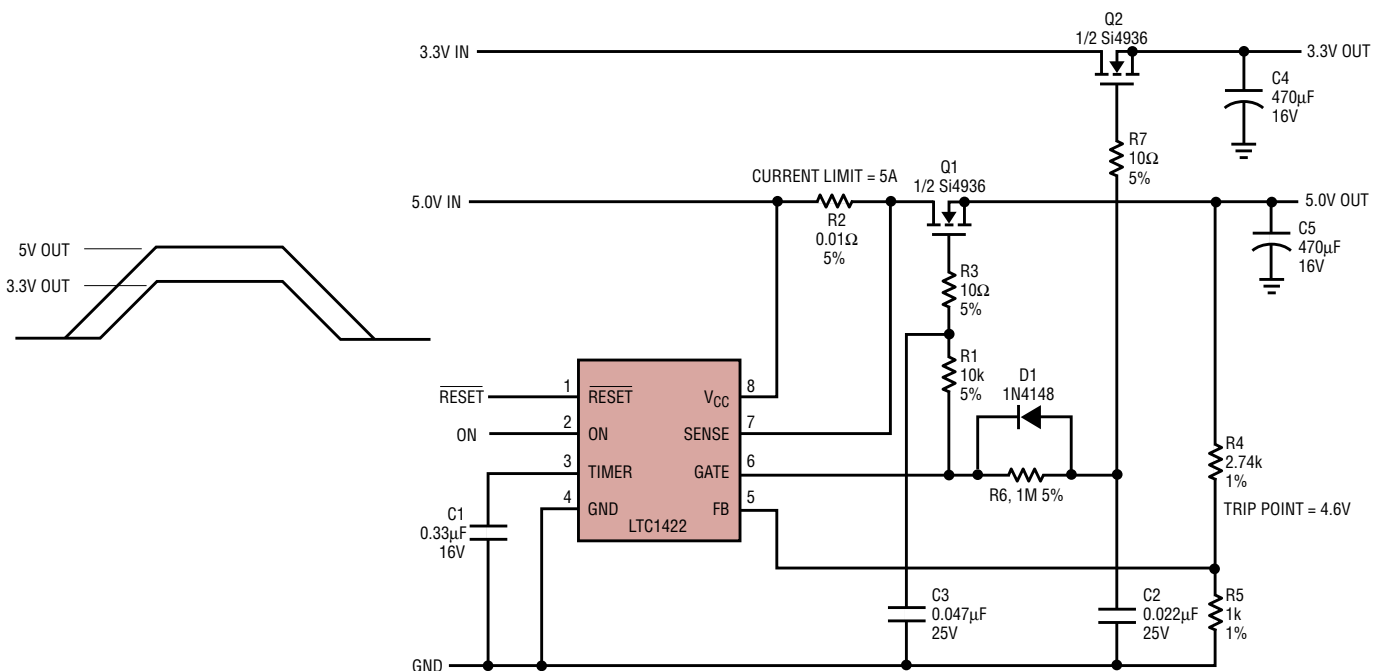 Q2
1/2 Si4936
3.3V IN
3.3V OUT
C4
470µF
16V
R7
10Ω
5%
CURRENT LIMIT = 5A
Q1
1/2 Si4936
5.0V IN
5.0V OUT
R2
0.01Ω
5%
C5
470µF
16V
5V OUT
3.3V OUT
R3
10Ω
5%
R1
10k
5%
D1
1N4148
RESET
1
RESET
VCC
8
ON
2
ON
SENSE
7
3
TIMER
GATE
6
R6, 1M 5%
R4
2.74k
1%
4
GND
FB
5
TRIP POINT = 4.6V
LTC1422
C1
0.33µF
16V
C3
0.047µF
25V
C2
0.022µF
25V
R5
1k
1%
GND